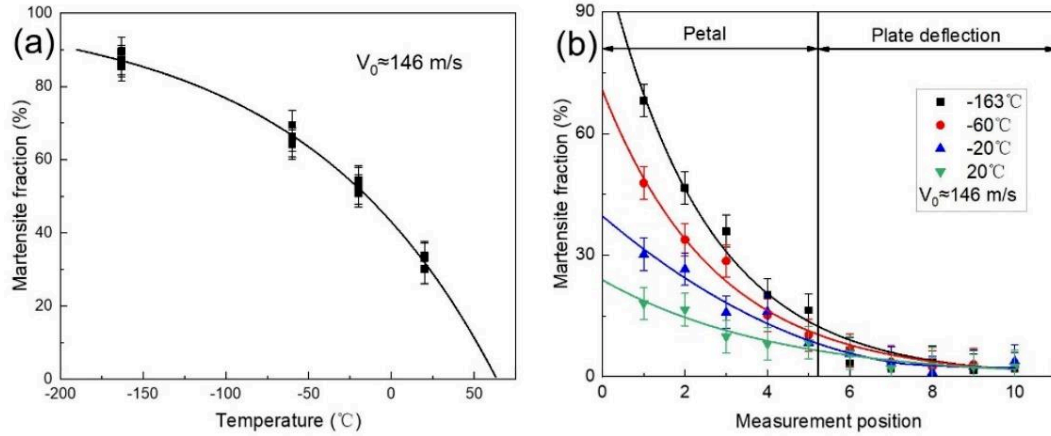 (a)
V₀≈146 m/s
Martensite fraction (%)
100
80
60
40
20
0
-200
-150
-100
-50
0
50
Temperature (℃)
(b)
Petal
Plate deflection
-163℃
-60℃
-20℃
20℃
V₀≈146 m/s
Martensite fraction (%)
90
60
30
0
0
2
4
6
8
10
Measurement position